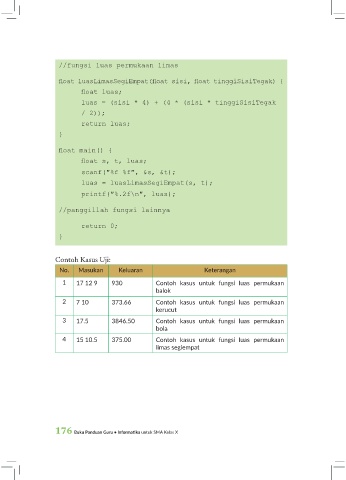 //fungsi luas permukaan limas
float luasLimasSegiEmpat(float sisi, float tinggiSisiTegak) {
float luas;
luas = (sisi * 4) + (4 * (sisi * tinggiSisiTegak
/ 2));
return luas;
}
float main() {
float s, t, luas;
scanf("%f %f", &s, &t);
luas = luasLimasSegiEmpat(s, t);
printf("%.2f\n", luas);
//panggillah fungsi lainnya
return 0;
}
Contoh Kasus Uji:
No. Masukan Keluaran Keterangan
1 17 12 9 930 Contoh kasus untuk fungsi luas permukaan
balok
2 7 10 373.66 Contoh kasus untuk fungsi luas permukaan
kerucut
3 17.5 3846.50 Contoh kasus untuk fungsi luas permukaan
bola
4 15 10.5 375.00 Contoh kasus untuk fungsi luas permukaan
limas segiempat
176 Buku Panduan Guru • Informatika untuk SMA Kelas X